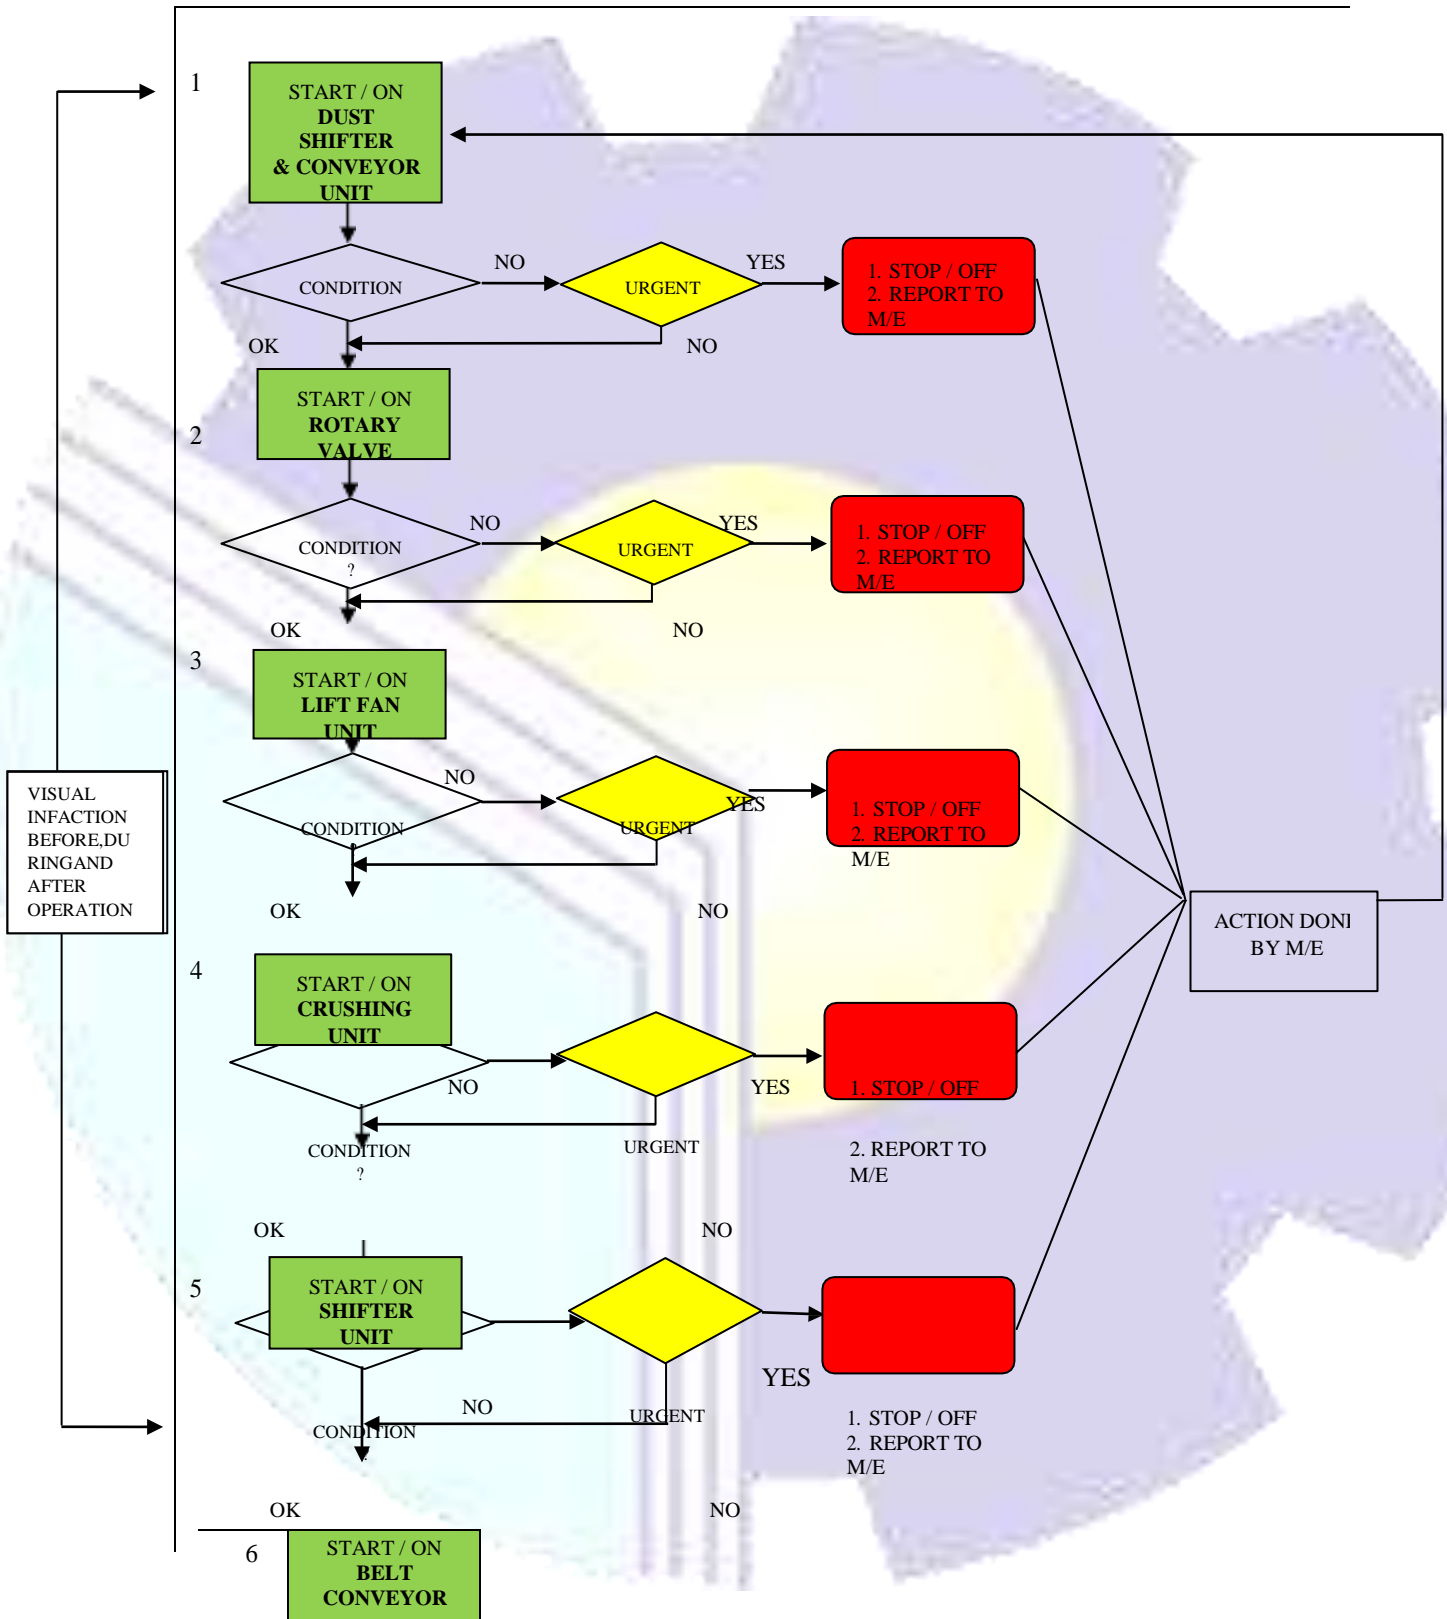 1
START / ON
DUST
SHIFTER
& CONVEYOR
UNIT
CONDITION
NO
URGENT
YES
1. STOP / OFF
2. REPORT TO
M/E
OK
NO
2
START / ON
ROTARY
VALVE
CONDITION
?
NO
URGENT
YES
1. STOP / OFF
2. REPORT TO
M/E
OK
NO
3
START / ON
LIFT FAN
UNIT
CONDITION
NO
URGENT
YES
1. STOP / OFF
2. REPORT TO
M/E
OK
NO
VISUAL
INFACTION
BEFORE,DU
RINGAND
AFTER
OPERATION
ACTION DONE
BY M/E
4
START / ON
CRUSHING
UNIT
NO
YES
1. STOP / OFF
CONDITION
?
URGENT
2. REPORT TO
M/E
OK
NO
5
START / ON
SHIFTER
UNIT
YES
NO
CONDITION
URGENT
1. STOP / OFF
2. REPORT TO
M/E
OK
NO
6
START / ON
BELT
CONVEYOR